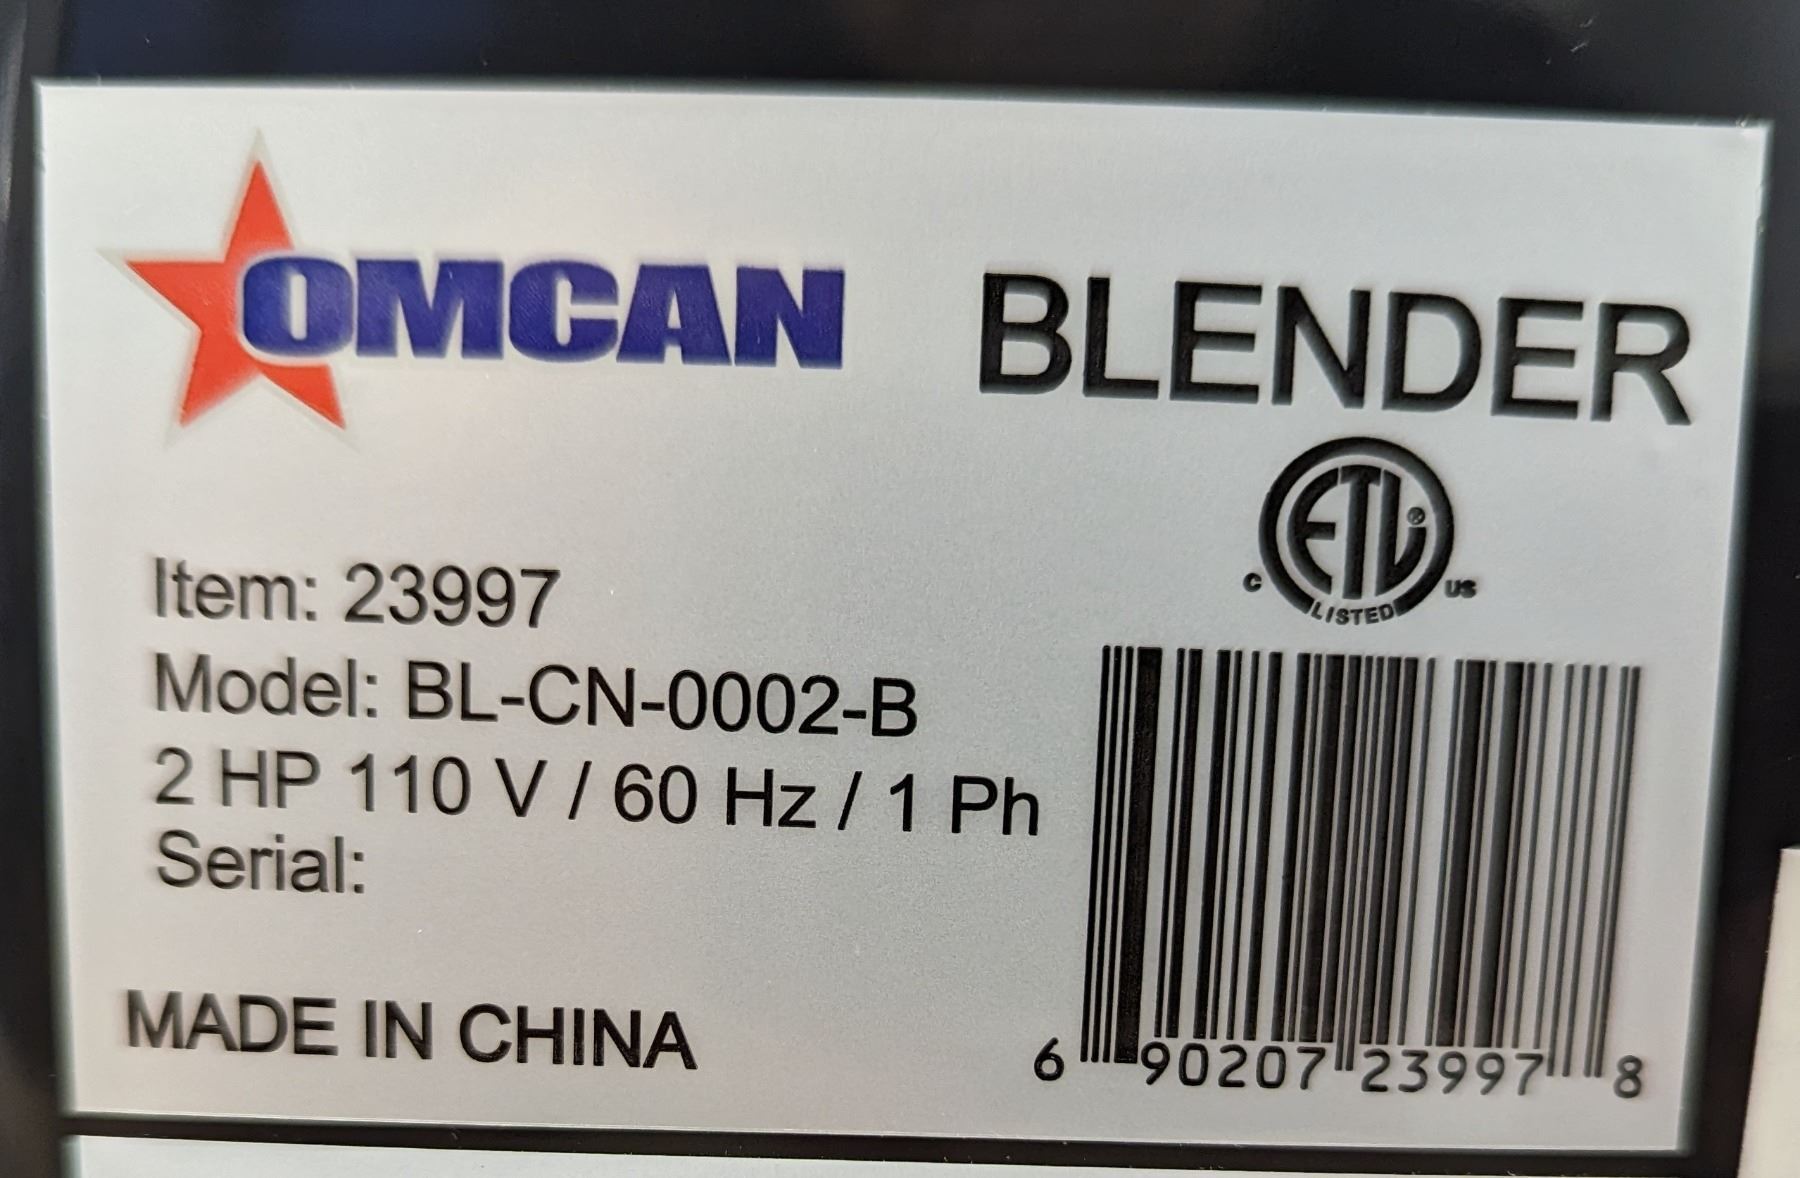 OMCAN
BLENDER
C ETL® US
LISTED
Item: 23997
Model: BL-CN-0002-B
2 HP 110 V / 60 Hz / 1 Ph
Serial:
MADE IN CHINA
6 90207 23997 8